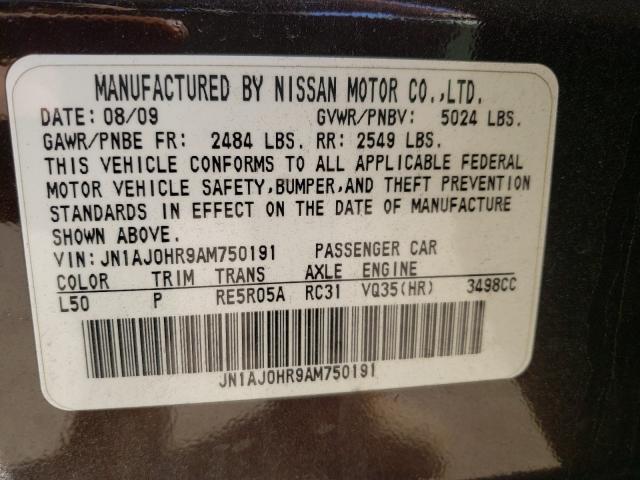 MANUFACTURED BY NISSAN MOTOR CO.,LTD.
DATE: 08/09 GVWR/PNBV: 5024 LBS.
GAWR/PNBE FR: 2484 LBS. RR: 2549 LBS.
THIS VEHICLE CONFORMS TO ALL APPLICABLE FEDERAL
MOTOR VEHICLE SAFETY,BUMPER,AND THEFT PREVENTION
STANDARDS IN EFFECT ON THE DATE OF MANUFACTURE
SHOWN ABOVE.
VIN: JN1AJ0HR9AM750191 PASSENGER CAR
COLOR TRIM TRANS AXLE ENGINE
L50 P RE5R05A RC31 VQ35(HR) 3498CC
JN1AJ0HR9AM750191